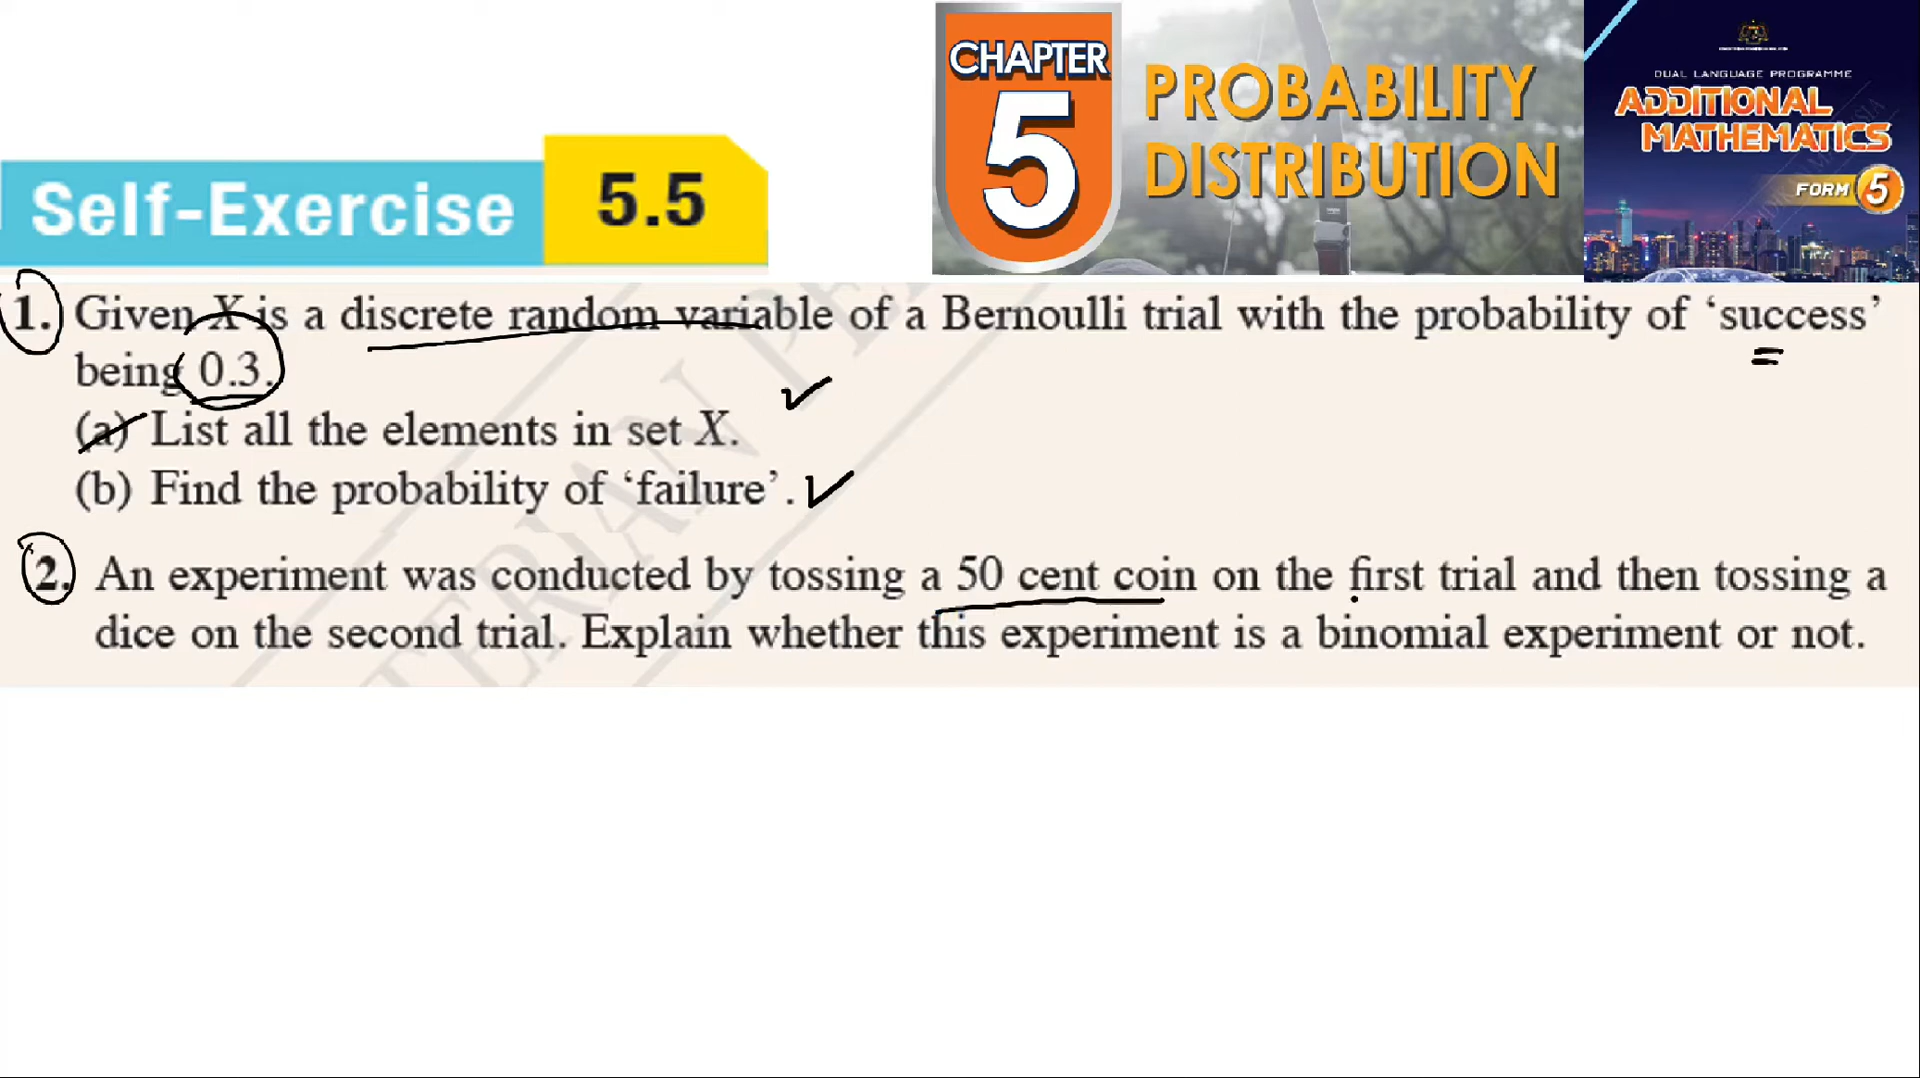 CHAPTER
5
PROBABILITY
DISTRIBUTION
DUAL LANGUAGE PROGRAMME
ADDITIONAL
MATHEMATICS
FORM 5
Self-Exercise 5.5
1. Given X is a discrete random variable of a Bernoulli trial with the probability of ‘success’
being 0.3.
(a) List all the elements in set X.
(b) Find the probability of ‘failure’.
2. An experiment was conducted by tossing a 50 cent coin on the first trial and then tossing a
dice on the second trial. Explain whether this experiment is a binomial experiment or not.